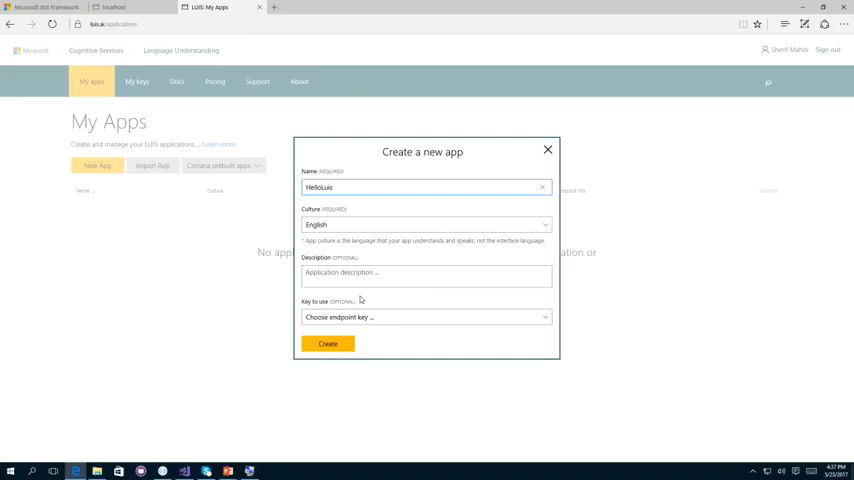 Microsoft Bot Framework
localhost
LUIS: My Apps
luis.ai/applications
Microsoft
Cognitive Services
Language Understanding
Sherif Mahdi
Sign out
My apps
My keys
Docs
Pricing
Support
About
My Apps
Create and manage your LUIS applications ... Learn more
New App
Import App
Cortana prebuilt apps
Name
Culture
Hits
No ap
ation or
Create a new app
Name (REQUIRED)
HelloLuis
Culture (REQUIRED)
English
* App culture is the language that your app understands and speaks, not the interface language.
Description (OPTIONAL)
Application description ...
Key to use (OPTIONAL)
Choose endpoint key ...
Create
4:37 PM
5/23/2017